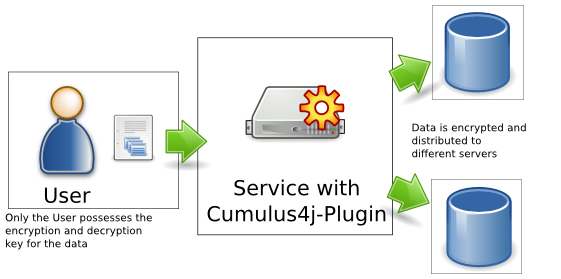 User
Only the User possesses the
encryption and decryption
key for the data
Service with
Cumulus4j-Plugin
Data is encrypted and
distributed to
different servers